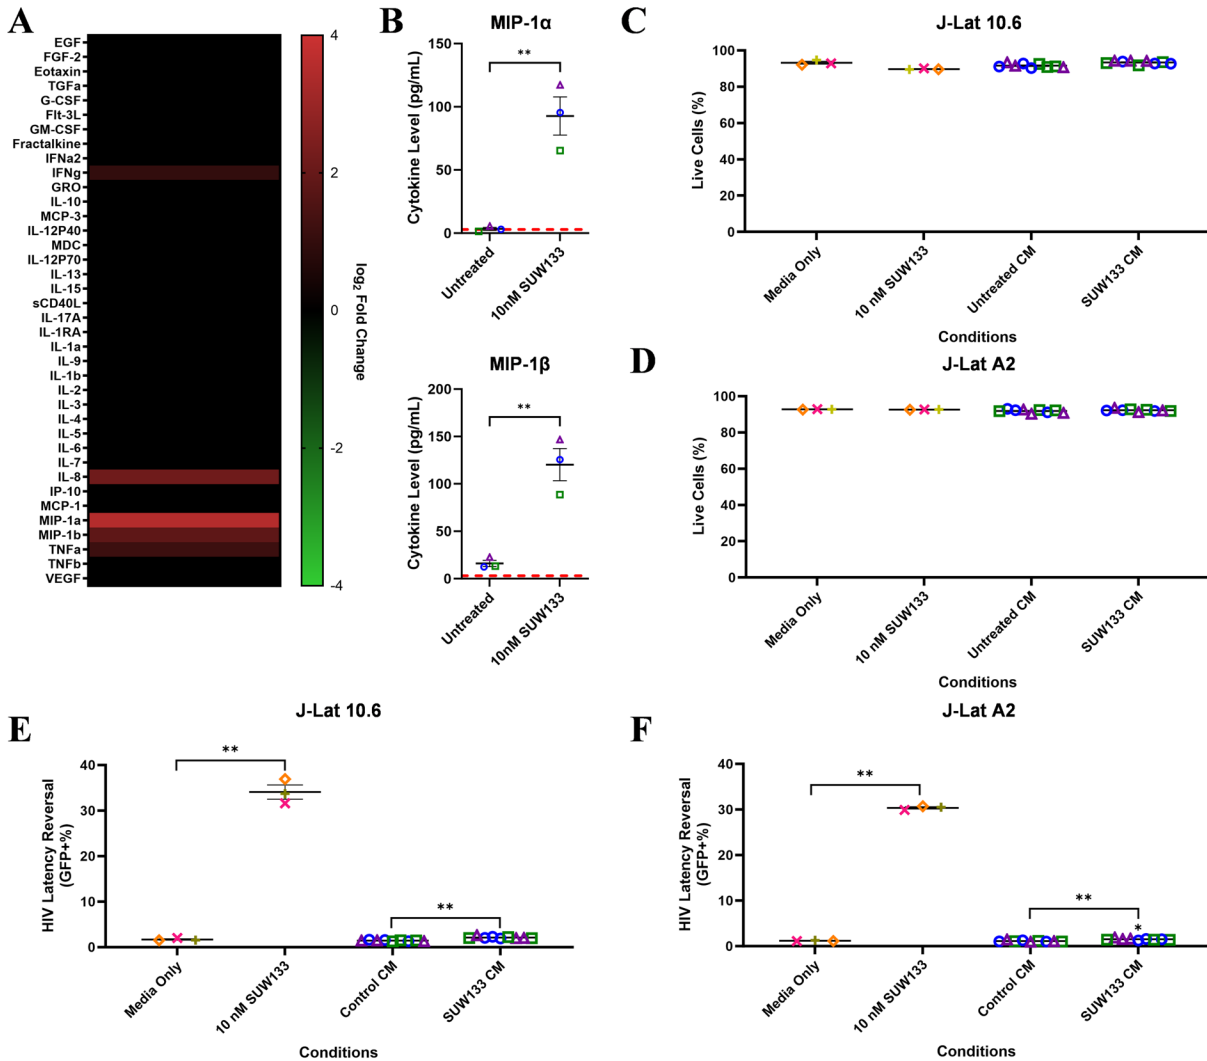 A
EGF
FGF-2
Eotaxin
TGFa
G-CSF
Flt-3L
GM-CSF
Fractalkine
IFNa2
IFNg
GRO
IL-10
MCP-3
IL-12P40
MDC
IL-12P70
IL-13
IL-15
sCD40L
IL-17A
IL-1RA
IL-1a
IL-9
IL-1b
IL-2
IL-3
IL-4
IL-5
IL-6
IL-7
IL-8
IP-10
MCP-1
MIP-1a
MIP-1b
TNFa
TNFb
VEGF
4
2
0
-2
-4
log2 Fold Change
B
MIP-1α
Cytokine Level (pg/mL)
150
100
50
0
**
Untreated
10nM SUW133
MIP-1β
Cytokine Level (pg/mL)
200
150
100
50
0
**
Untreated
10nM SUW133
C
J-Lat 10.6
Live Cells (%)
100
80
60
40
20
0
Media Only
10 nM SUW133
Untreated CM
SUW133 CM
Conditions
D
J-Lat A2
Live Cells (%)
100
80
60
40
20
0
Media Only
10 nM SUW133
Untreated CM
SUW133 CM
Conditions
E
J-Lat 10.6
HIV Latency Reversal
(GFP+%)
40
30
20
10
0
**
**
Media Only
10 nM SUW133
Control CM
SUW133 CM
Conditions
F
J-Lat A2
HIV Latency Reversal
(GFP+%)
40
30
20
10
0
**
**
*
Media Only
10 nM SUW133
Control CM
SUW133 CM
Conditions